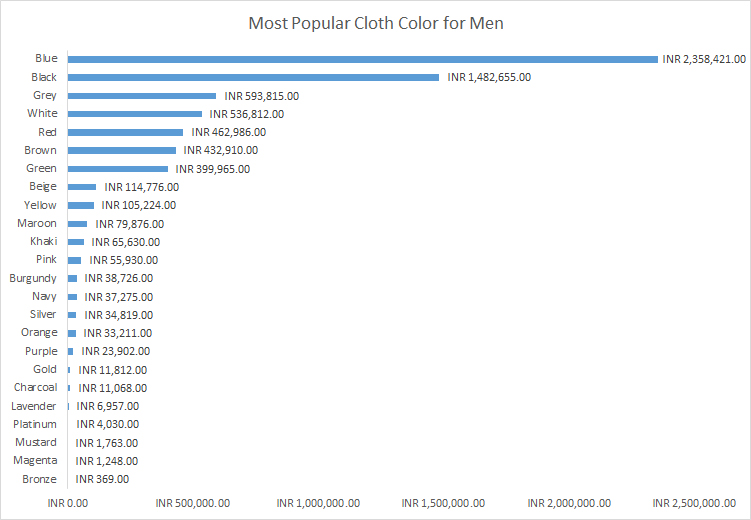 Most Popular Cloth Color for Men
Blue INR 2,358,421.00
Black INR 1,482,655.00
Grey INR 593,815.00
White INR 536,812.00
Red INR 462,986.00
Brown INR 432,910.00
Green INR 399,965.00
Beige INR 114,776.00
Yellow INR 105,224.00
Maroon INR 79,876.00
Khaki INR 65,630.00
Pink INR 55,930.00
Burgundy INR 38,726.00
Navy INR 37,275.00
Silver INR 34,819.00
Orange INR 33,211.00
Purple INR 23,902.00
Gold INR 11,812.00
Charcoal INR 11,068.00
Lavender INR 6,957.00
Platinum INR 4,030.00
Mustard INR 1,763.00
Magenta INR 1,248.00
Bronze INR 369.00
INR 0.00 INR 500,000.00 INR 1,000,000.00 INR 1,500,000.00 INR 2,000,000.00 INR 2,500,000.00